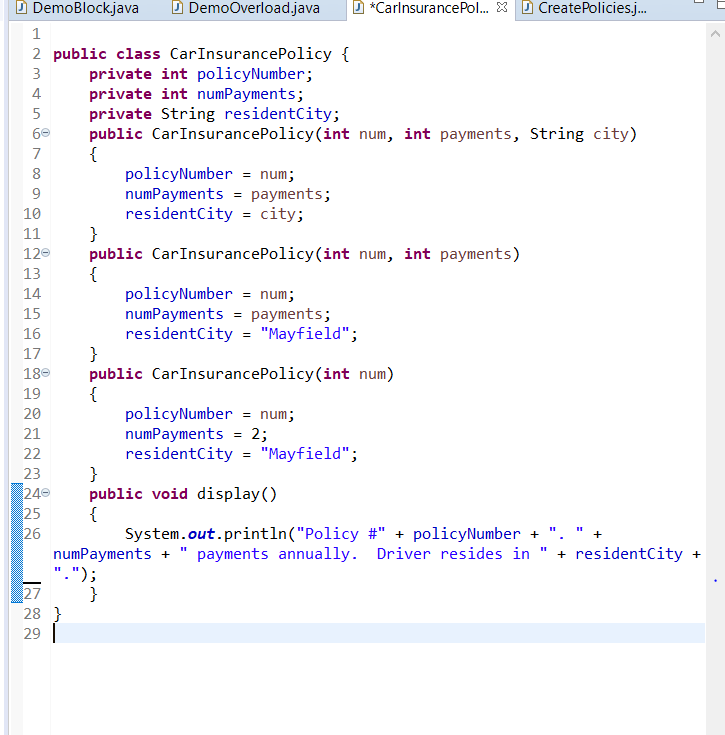 DemoBlock.java DemoOverload.java *CarInsurancePol... CreatePolicies.j...
1
2 public class CarInsurancePolicy {
3     private int policyNumber;
4     private int numPayments;
5     private String residentCity;
6     public CarInsurancePolicy(int num, int payments, String city)
7     {
8         policyNumber = num;
9         numPayments = payments;
10         residentCity = city;
11     }
12     public CarInsurancePolicy(int num, int payments)
13     {
14         policyNumber = num;
15         numPayments = payments;
16         residentCity = "Mayfield";
17     }
18     public CarInsurancePolicy(int num)
19     {
20         policyNumber = num;
21         numPayments = 2;
22         residentCity = "Mayfield";
23     }
24     public void display()
25     {
26         System.out.println("Policy #" + policyNumber + ". " +
numPayments + " payments annually.  Driver resides in " + residentCity +
".");
27     }
28 }
29